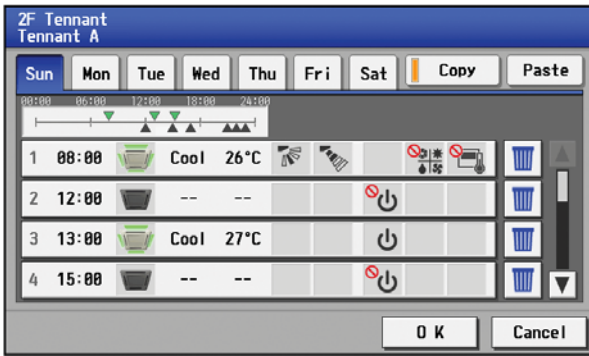 2F Tennant
Tennant A
Sun Mon Tue Wed Thu Fri Sat Copy Paste
00:00 06:00 12:00 18:00 24:00
1 08:00 Cool 26°C
2 12:00 -- --
3 13:00 Cool 27°C
4 15:00 -- --
OK Cancel